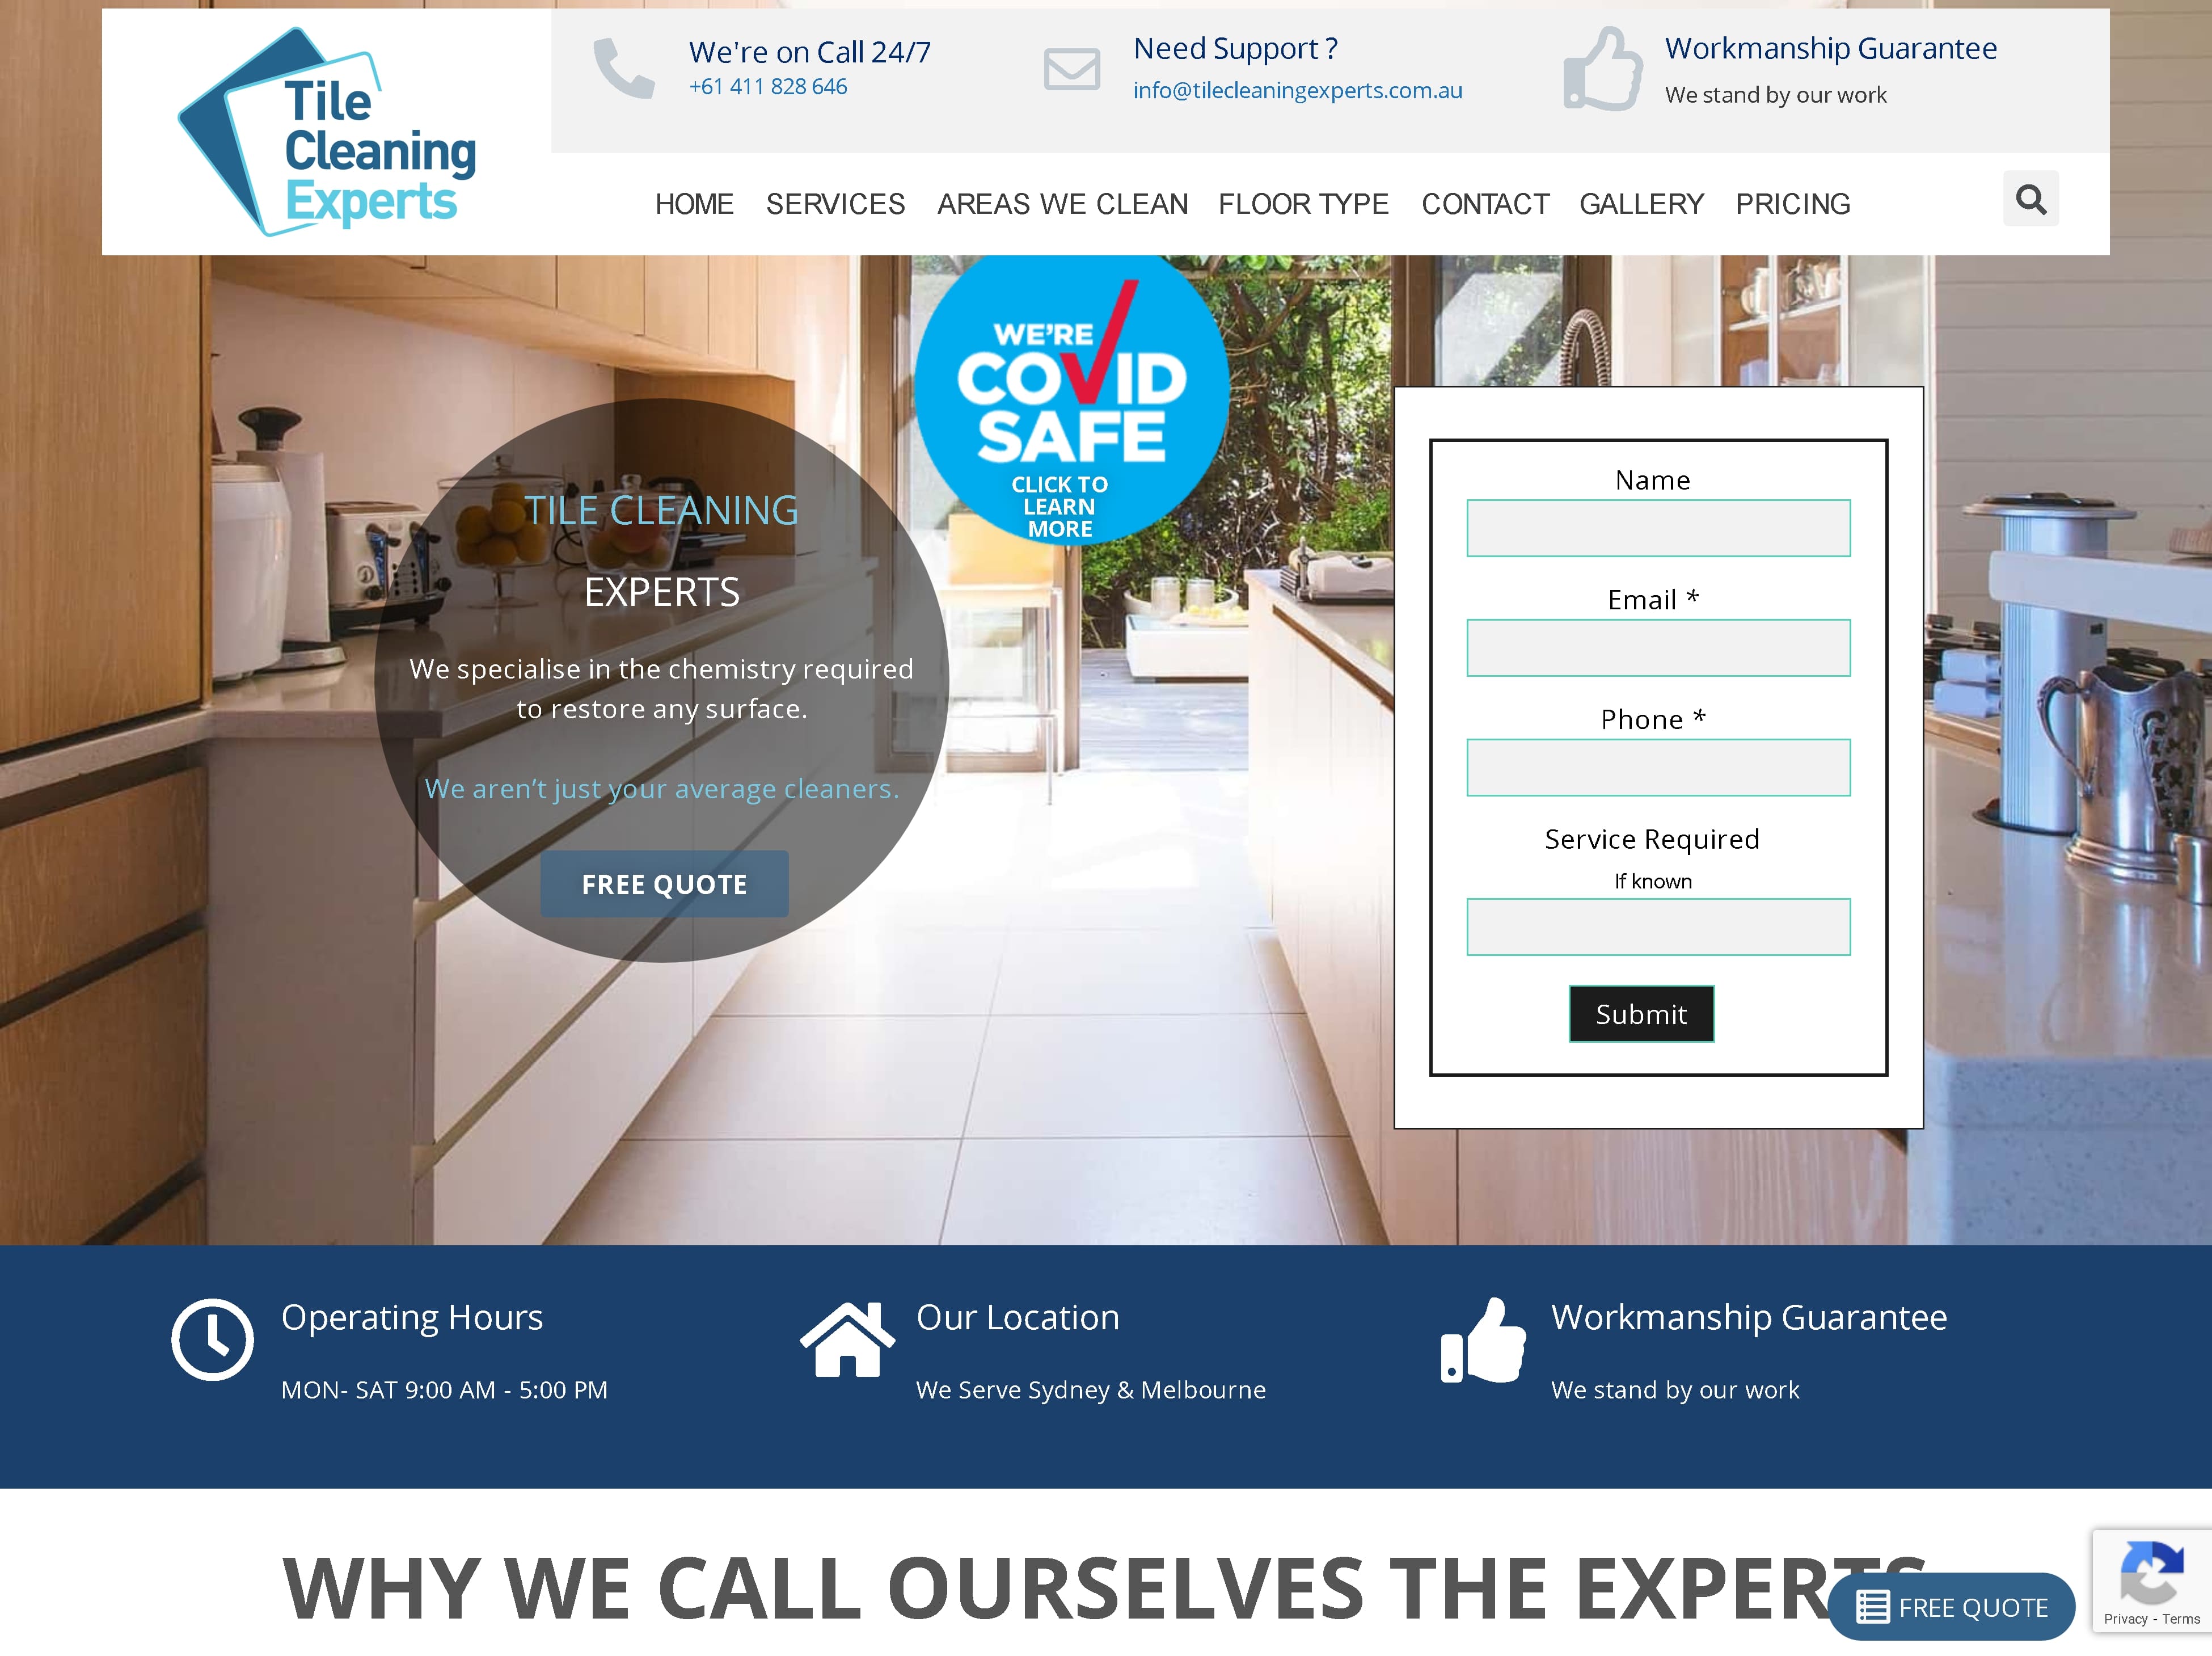 Tile
Cleaning
Experts
We're on Call 24/7
+61 411 828 646
Need Support ?
info@tilecleaningexperts.com.au
Workmanship Guarantee
We stand by our work
HOME SERVICES AREAS WE CLEAN FLOOR TYPE CONTACT GALLERY PRICING
WE'RE
COVID
SAFE
CLICK TO
LEARN
MORE
TILE CLEANING
EXPERTS
We specialise in the chemistry required
to restore any surface.
We aren’t just your average cleaners.
FREE QUOTE
Name
Email *
Phone *
Service Required
If known
Submit
Operating Hours
MON- SAT 9:00 AM - 5:00 PM
Our Location
We Serve Sydney & Melbourne
Workmanship Guarantee
We stand by our work
WHY WE CALL OURSELVES THE EXPERTS
FREE QUOTE
Privacy - Terms